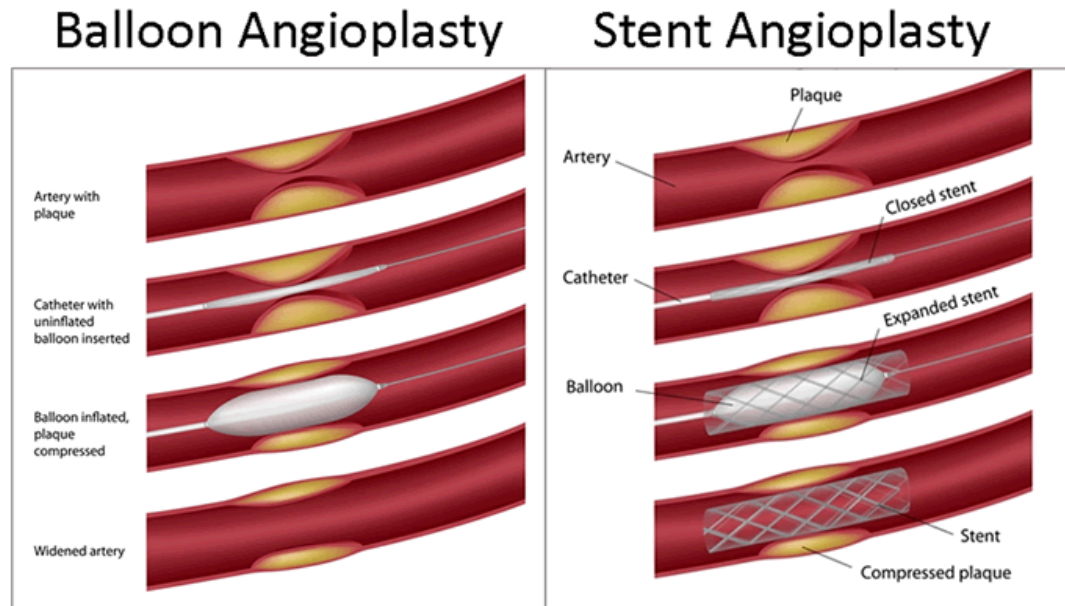 Balloon Angioplasty
Stent Angioplasty
Artery with
plaque
Catheter with
uninflated
balloon inserted
Balloon inflated,
plaque
compressed
Widened artery
Plaque
Artery
Closed stent
Catheter
Expanded stent
Balloon
Stent
Compressed plaque